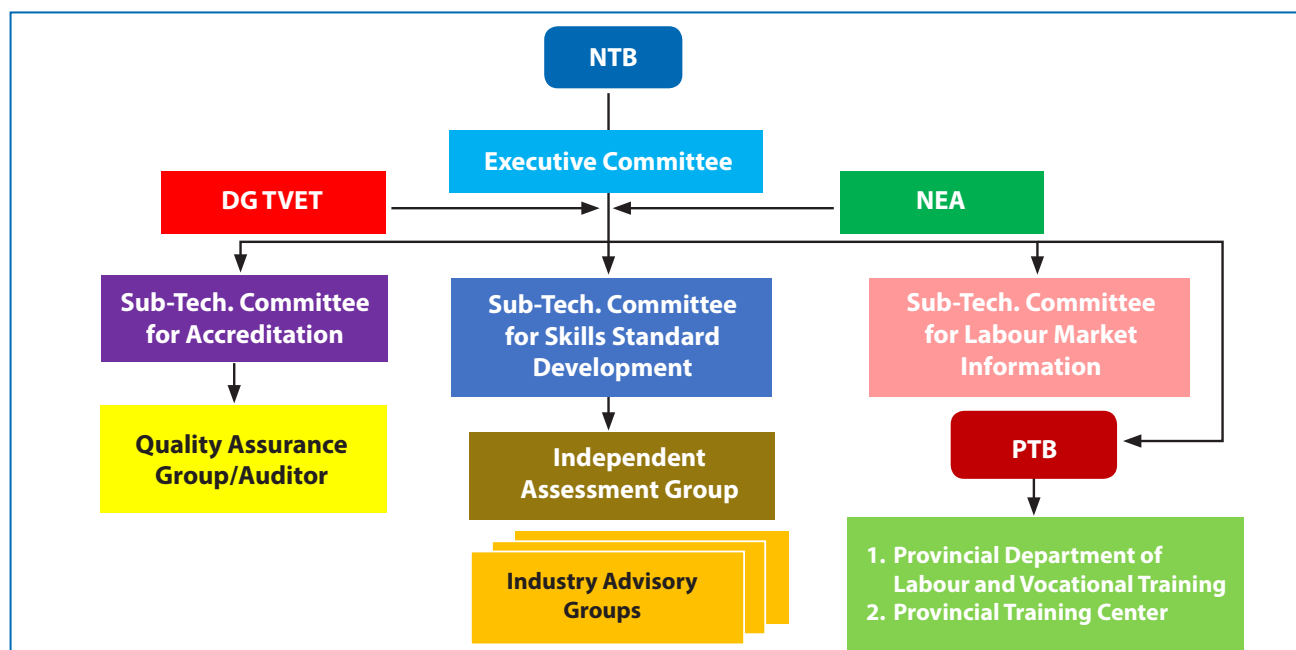 NTB
Executive Committee
DG TVET
NEA
Sub-Tech. Committee
for Accreditation
Sub-Tech. Committee
for Skills Standard
Development
Sub-Tech. Committee
for Labour Market
Information
Quality Assurance
Group/Auditor
Independent
Assessment Group
PTB
Industry Advisory
Groups
1. Provincial Department of
Labour and Vocational Training
2. Provincial Training Center